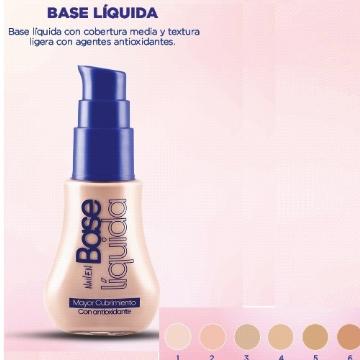 BASE LÍQUIDA
Base líquida con cobertura media y textura
ligera con agentes antioxidantes.
Nailen
Base
líquida
Mayor Cubrimiento
Con antioxidante
1 2 3 4 5 6